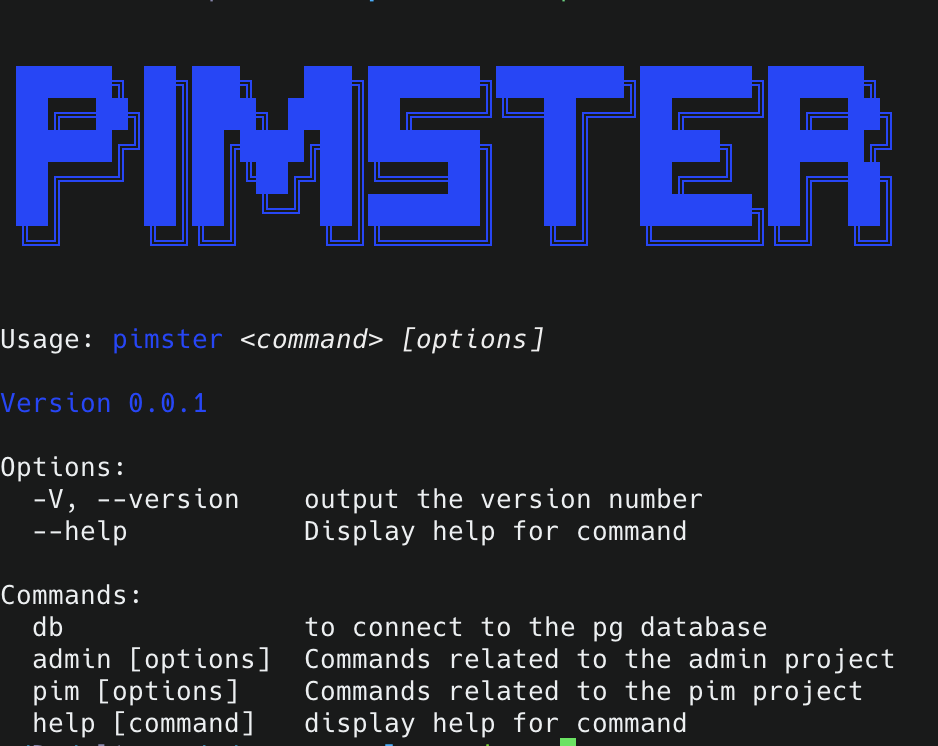 PIMSTER
Usage: pimster <command> [options]
Version 0.0.1
Options:
-V, --version    output the version number
--help           Display help for command
Commands:
db               to connect to the pg database
admin [options]  Commands related to the admin project
pim [options]    Commands related to the pim project
help [command]   display help for command